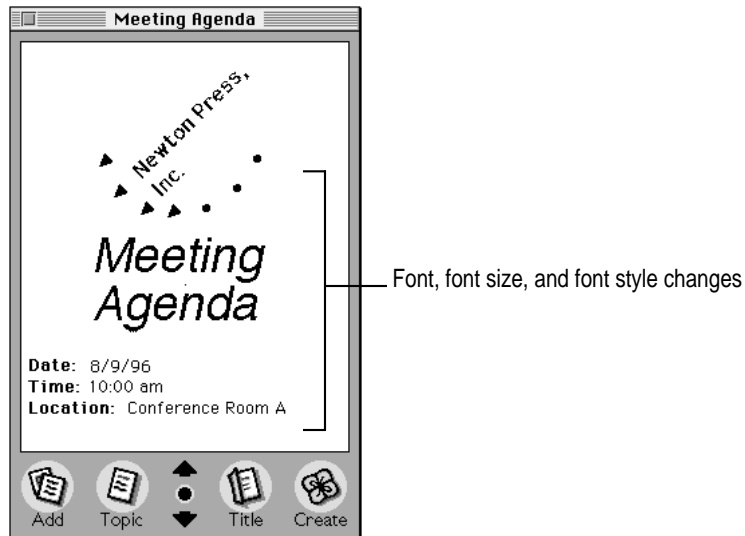 Meeting Agenda
Newton Press,
Inc.
Meeting
Agenda
Font, font size, and font style changes
Date: 8/9/96
Time: 10:00 am
Location: Conference Room A
Add Topic Title Create